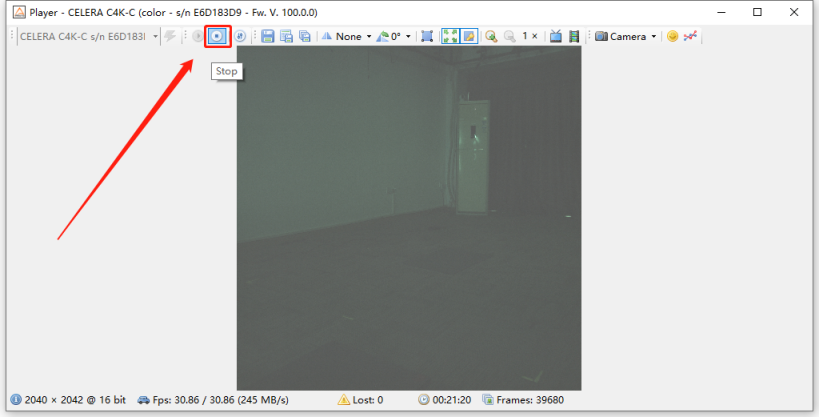 Player - CELERA C4K-C (color - s/n E6D183D9 - Fw. V. 100.0.0)
CELERA C4K-C s/n E6D183I None 0° 1 × Camera
Stop
2040 × 2042 @ 16 bit Fps: 30.86 / 30.86 (245 MB/s) Lost: 0 00:21:20 Frames: 39680